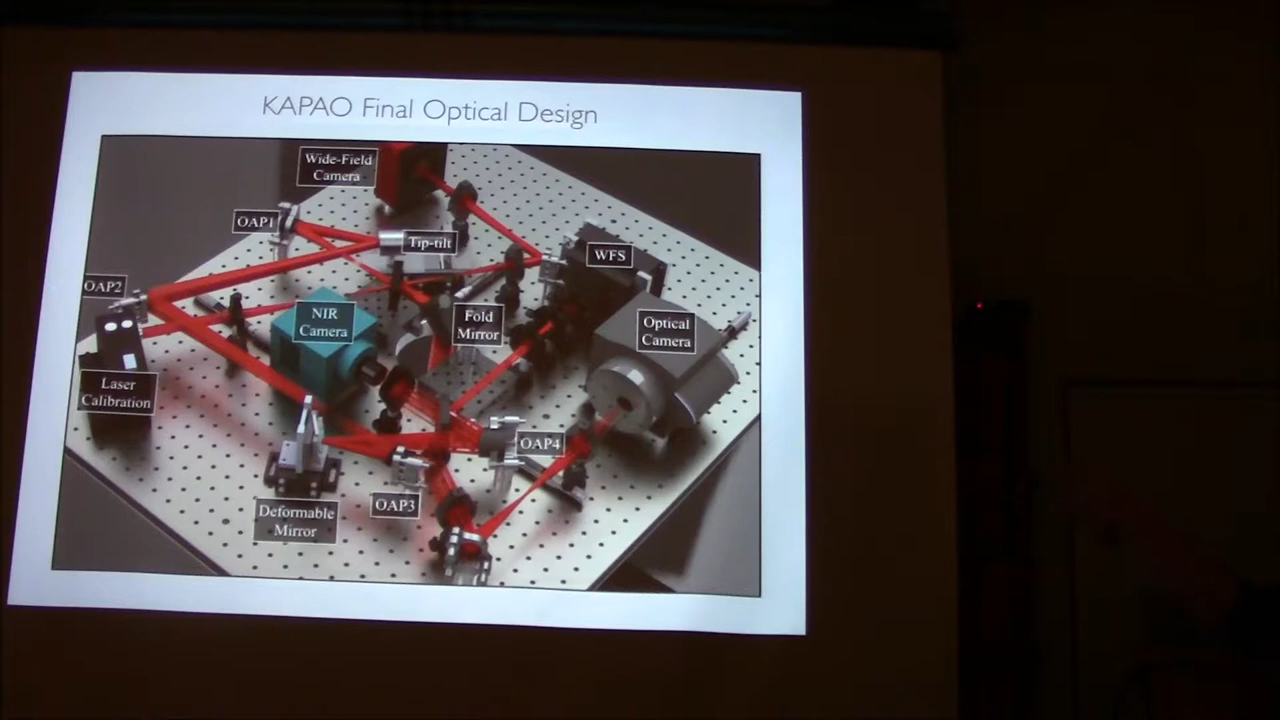 KAPAO Final Optical Design
Wide-Field
Camera
OAP1
Tip-tilt
WFS
OAP2
NIR
Camera
Fold
Mirror
Optical
Camera
Laser
Calibration
OAP4
OAP3
Deformable
Mirror